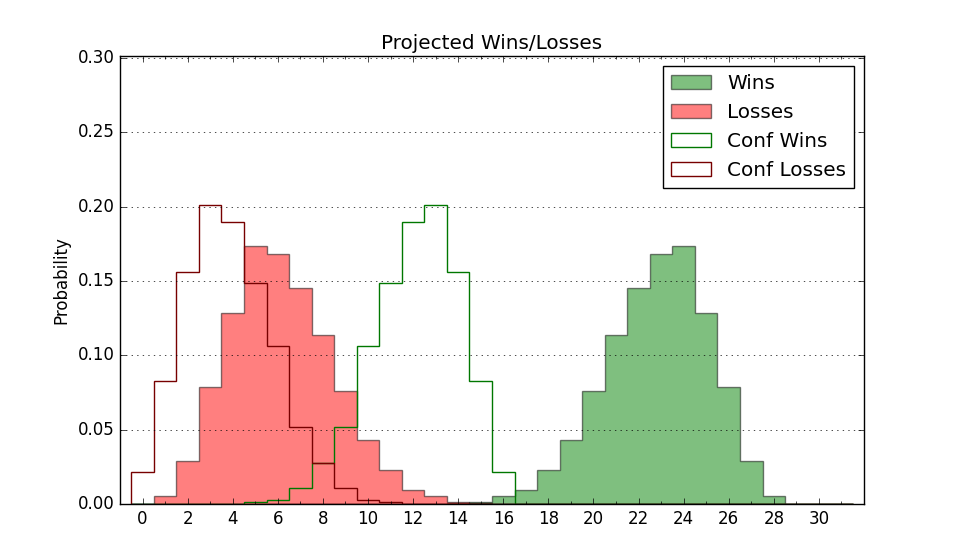 Projected Wins/Losses
0.30
0.25
0.20
0.15
0.10
0.05
0.00
Probability
Wins
Losses
Conf Wins
Conf Losses
0 2 4 6 8 10 12 14 16 18 20 22 24 26 28 30